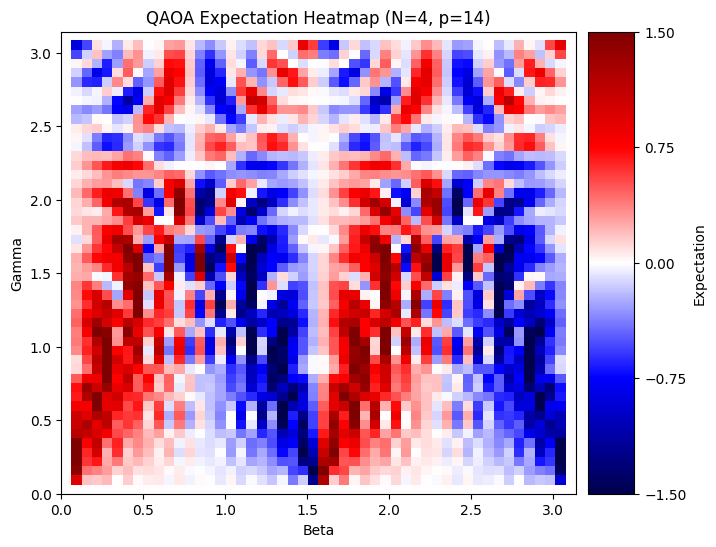 QAOA Expectation Heatmap (N=4, p=14)
3.0
2.5
2.0
1.5
1.0
0.5
0.0
Gamma
0.0 0.5 1.0 1.5 2.0 2.5 3.0
Beta
1.50
0.75
0.00
−0.75
−1.50
Expectation